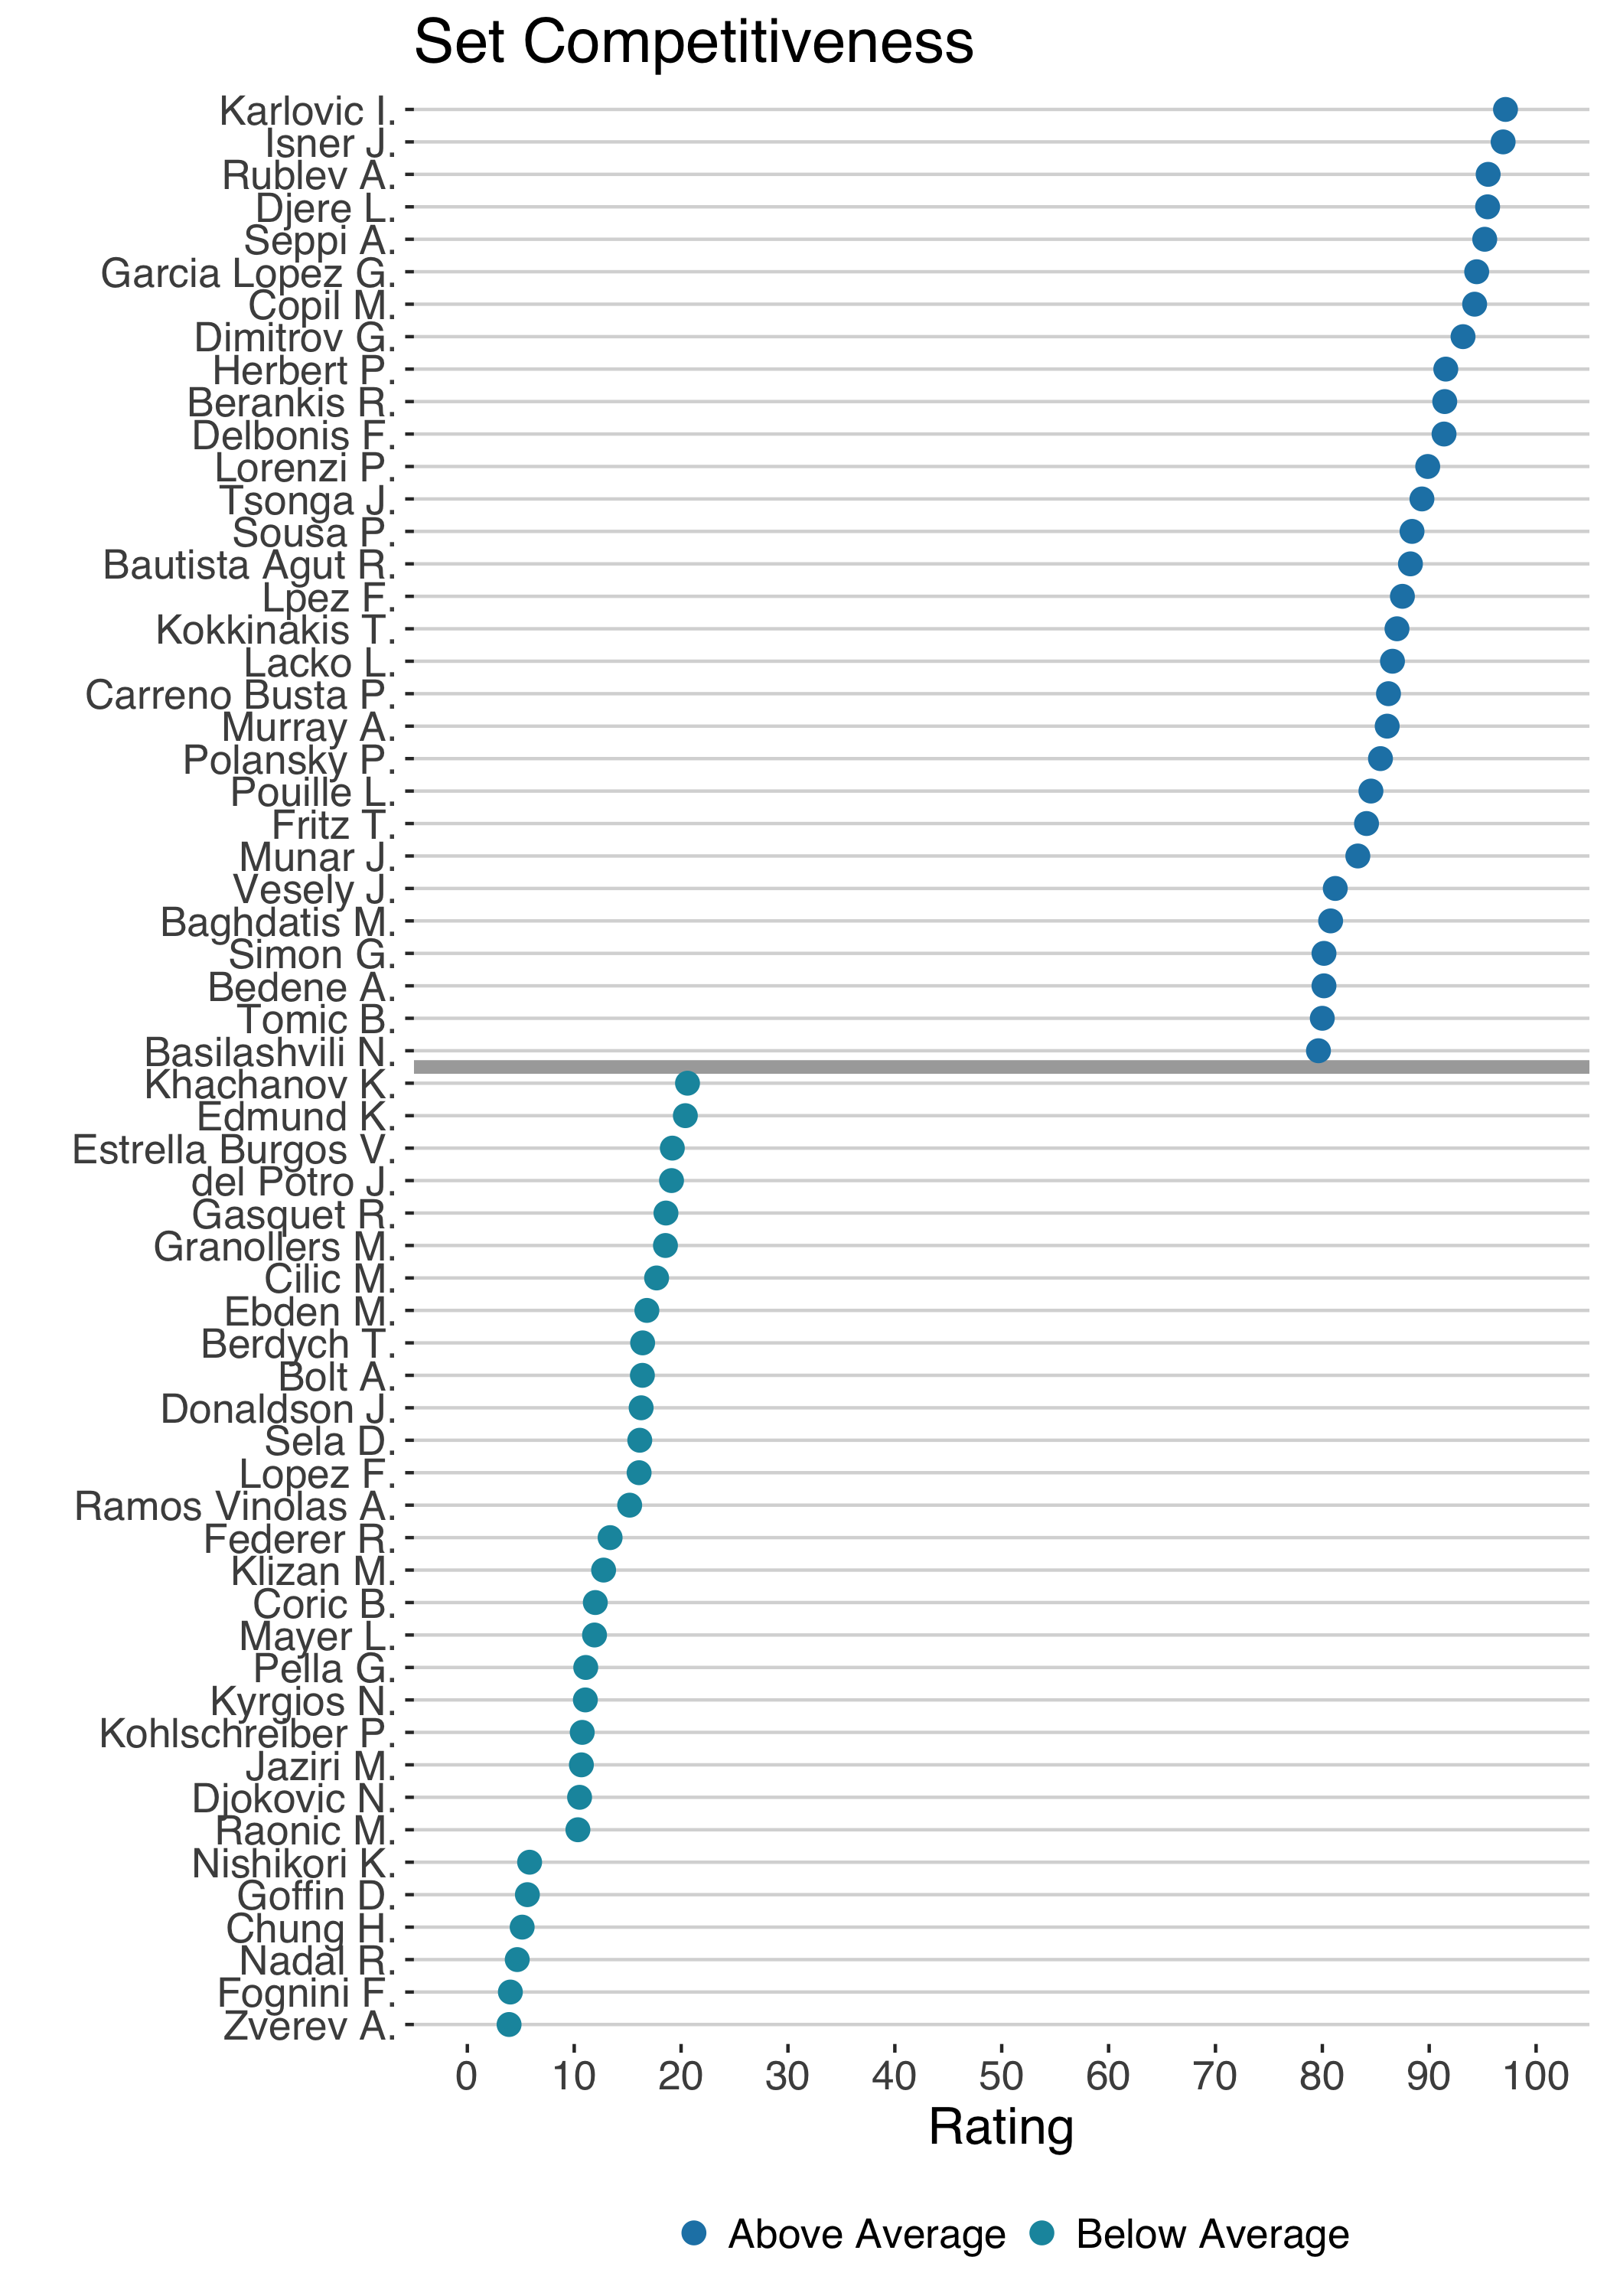 Set Competitiveness
Karlovic I.
Isner J.
Rublev A.
Djere L.
Seppi A.
Garcia Lopez G.
Copil M.
Dimitrov G.
Herbert P.
Berankis R.
Delbonis F.
Lorenzi P.
Tsonga J.
Sousa P.
Bautista Agut R.
Lpez F.
Kokkinakis T.
Lacko L.
Carreno Busta P.
Murray A.
Polansky P.
Pouille L.
Fritz T.
Munar J.
Vesely J.
Baghdatis M.
Simon G.
Bedene A.
Tomic B.
Basilashvili N.
Khachanov K.
Edmund K.
Estrella Burgos V.
del Potro J.
Gasquet R.
Granollers M.
Cilic M.
Ebden M.
Berdych T.
Bolt A.
Donaldson J.
Sela D.
Lopez F.
Ramos Vinolas A.
Federer R.
Klizan M.
Coric B.
Mayer L.
Pella G.
Kyrgios N.
Kohlschreiber P.
Jaziri M.
Djokovic N.
Raonic M.
Nishikori K.
Goffin D.
Chung H.
Nadal R.
Fognini F.
Zverev A.
0 10 20 30 40 50 60 70 80 90 100
Rating
Above Average Below Average